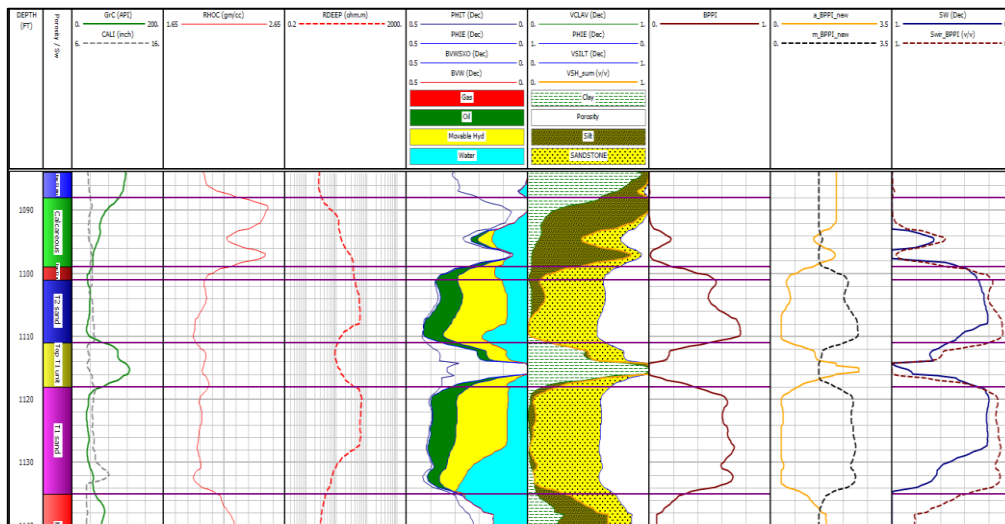 DEPTH
(FT)
Porosity / Sw
0. GrC (API) 200.
6. CALI (inch) 16.
1.65 RHOC (gm/cc) 2.65
0.2 RDEEP (ohm.m) 2000.
0.5 PHIT (Dec) 0.
0.5 PHIE (Dec) 0.
0.5 BVWSXO (Dec) 0.
0.5 BVW (Dec) 0.
Gas
Oil
Movable Hyd
Water
0. VCLAV (Dec) 1.
1. PHIE (Dec) 0.
0. VSILT (Dec) 1.
0. VSH_sum (v/v) 1.
Clay
Porosity
Silt
SANDSTONE
0. BPPI 1.
0. a_BPPI_new 3.5
0. m_BPPI_new 3.5
SW (Dec)
Swir_BPPI (v/v)
1090
Calcareous
1100
T2 sand
1110
Top T1 unit
1120
T1 sand
1130